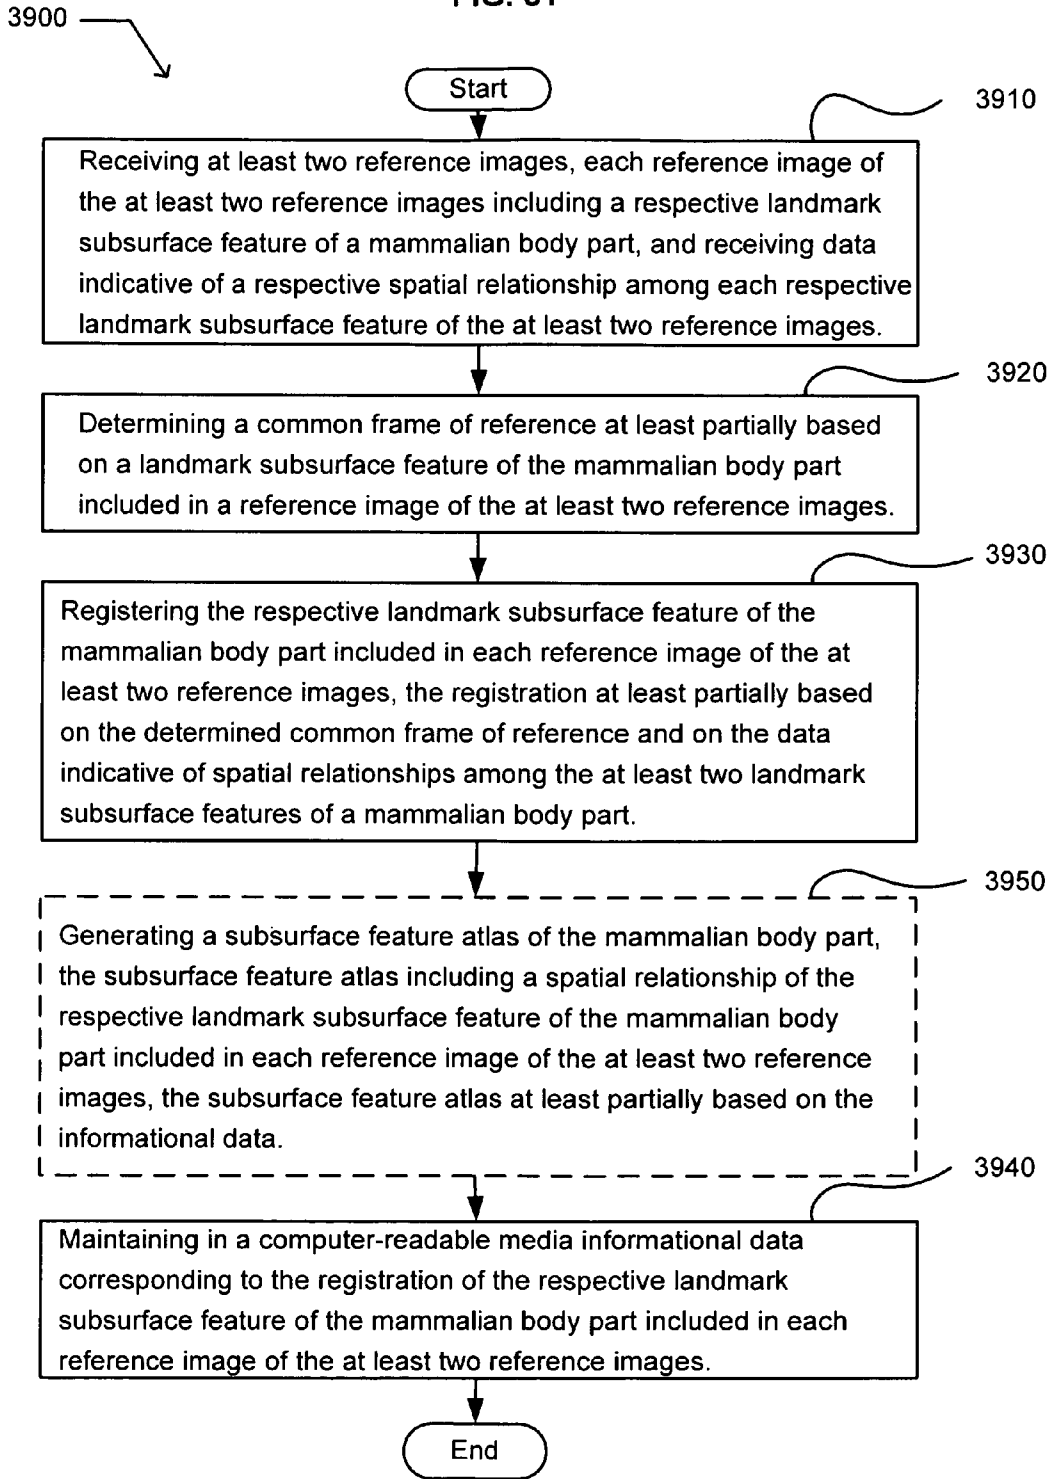 3900
Start
3910
Receiving at least two reference images, each reference image of
the at least two reference images including a respective landmark
subsurface feature of a mammalian body part, and receiving data
indicative of a respective spatial relationship among each respective
landmark subsurface feature of the at least two reference images.
3920
Determining a common frame of reference at least partially based
on a landmark subsurface feature of the mammalian body part
included in a reference image of the at least two reference images.
3930
Registering the respective landmark subsurface feature of the
mammalian body part included in each reference image of the at
least two reference images, the registration at least partially based
on the determined common frame of reference and on the data
indicative of spatial relationships among the at least two landmark
subsurface features of a mammalian body part.
3950
Generating a subsurface feature atlas of the mammalian body part,
the subsurface feature atlas including a spatial relationship of the
respective landmark subsurface feature of the mammalian body
part included in each reference image of the at least two reference
images, the subsurface feature atlas at least partially based on the
informational data.
3940
Maintaining in a computer-readable media informational data
corresponding to the registration of the respective landmark
subsurface feature of the mammalian body part included in each
reference image of the at least two reference images.
End